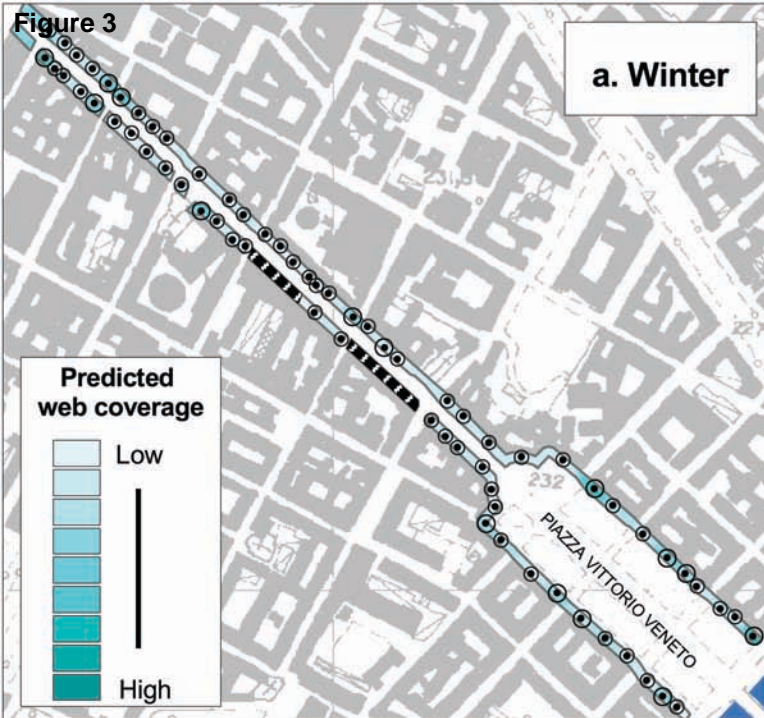 Figure 3
a. Winter
232
PIAZZA VITTORIO VENETO
Predicted
web coverage
Low
High